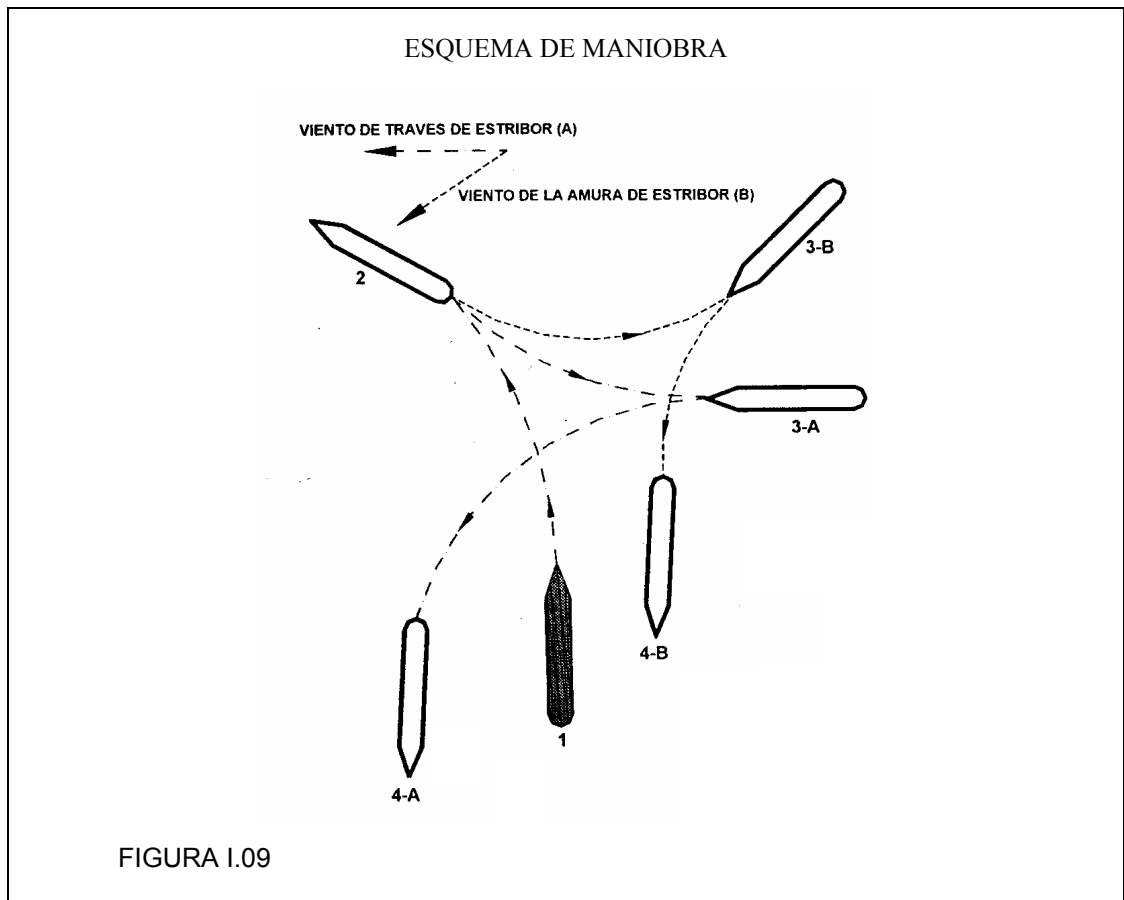 ESQUEMA DE MANIOBRA
VIENTO DE TRAVES DE ESTRIBOR (A)
VIENTO DE LA AMURA DE ESTRIBOR (B)
2
3-B
3-A
4-B
1
4-A
FIGURA I.09